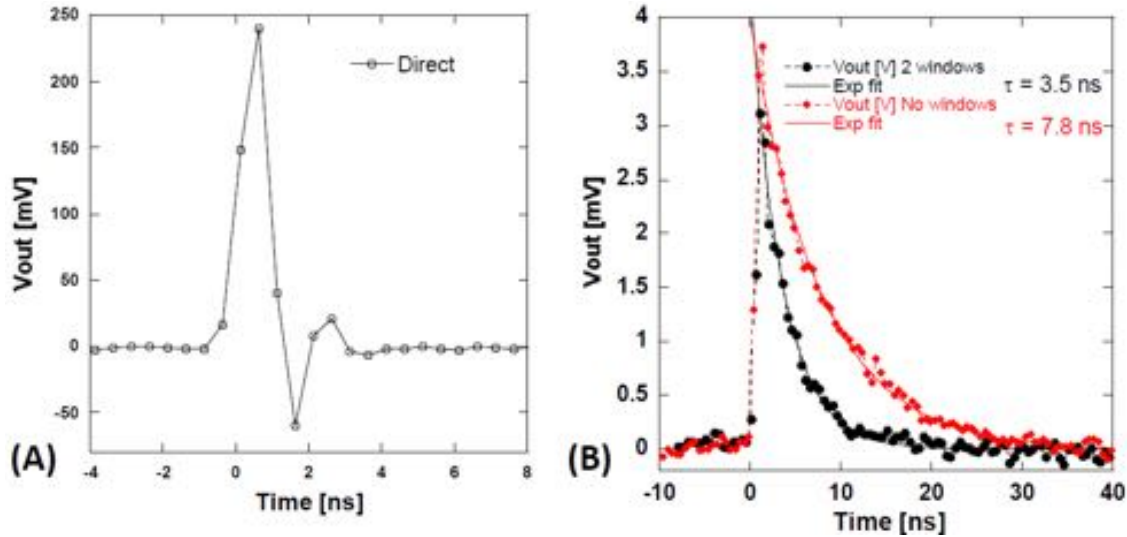 250
200
150
100
50
0
-50
Vout [mV]
Direct
-4 -2 0 2 4 6 8
Time [ns]
(A)
4
3.5
3
2.5
2
1.5
1
0.5
0
Vout [mV]
Vout [V] 2 windows
Exp fit
τ = 3.5 ns
Vout [V] No windows
Exp fit
τ = 7.8 ns
-10 0 10 20 30 40
Time [ns]
(B)